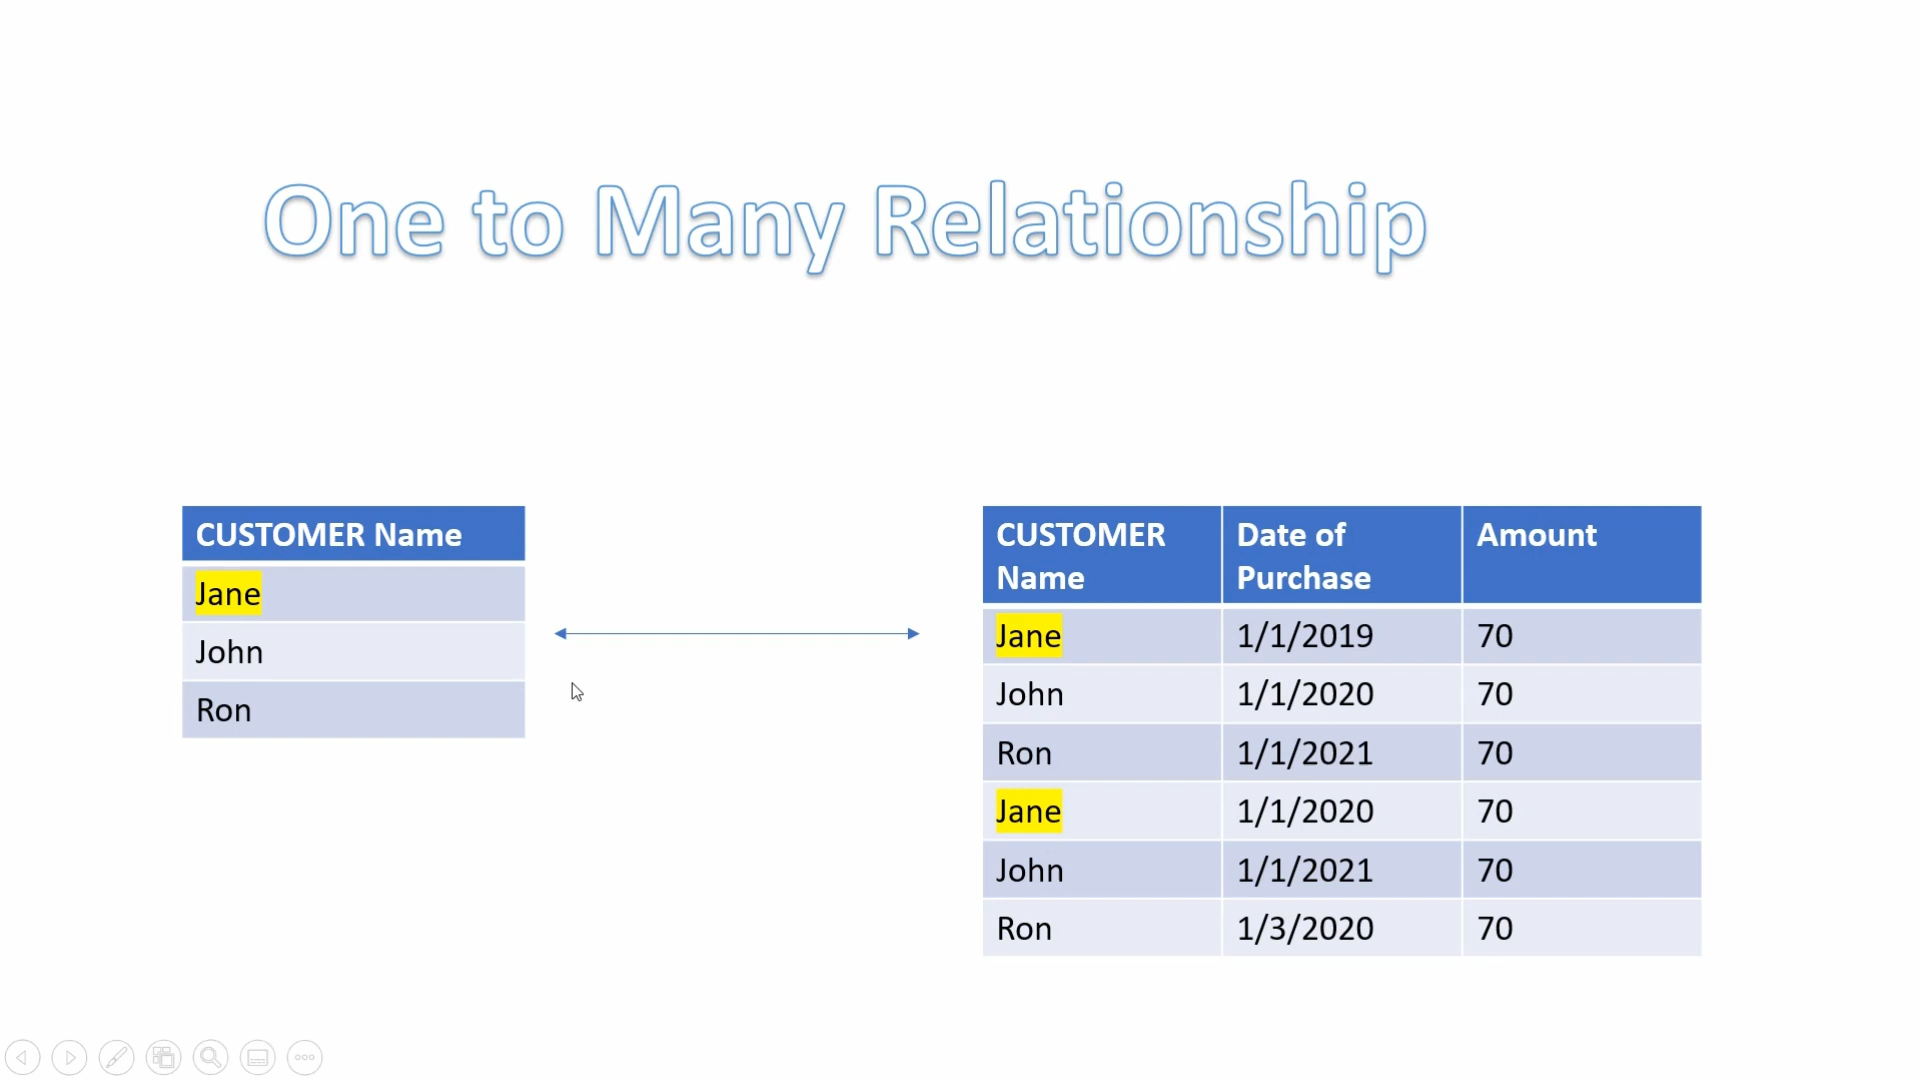 One to Many Relationship
CUSTOMER Name
Jane
John
Ron
CUSTOMER Name Date of Purchase Amount
Jane 1/1/2019 70
John 1/1/2020 70
Ron 1/1/2021 70
Jane 1/1/2020 70
John 1/1/2021 70
Ron 1/3/2020 70